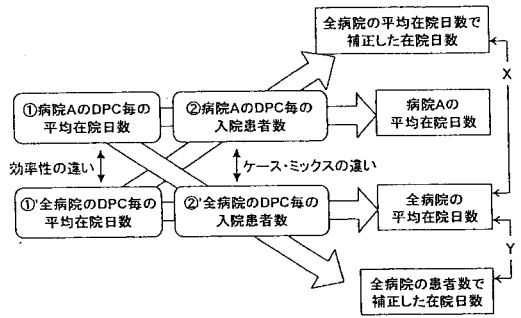 全病院の平均在院日数で
補正した在院日数
X
①病院AのDPC毎の
平均在院日数
②病院AのDPC毎の
入院患者数
病院Aの
平均在院日数
効率性の違い
ケース・ミックスの違い
①'全病院のDPC毎の
平均在院日数
②'全病院のDPC毎の
入院患者数
全病院の
平均在院日数
Y
全病院の患者数で
補正した在院日数